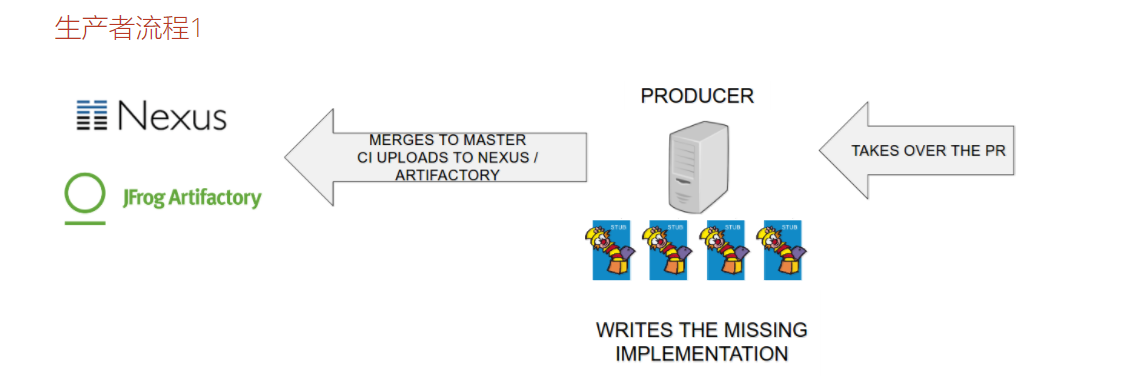 生产者流程1
Nexus
JFrog Artifactory
MERGES TO MASTER
CI UPLOADS TO NEXUS /
ARTIFACTORY
PRODUCER
STUB
STUB
STUB
STUB
WRITES THE MISSING
IMPLEMENTATION
TAKES OVER THE PR